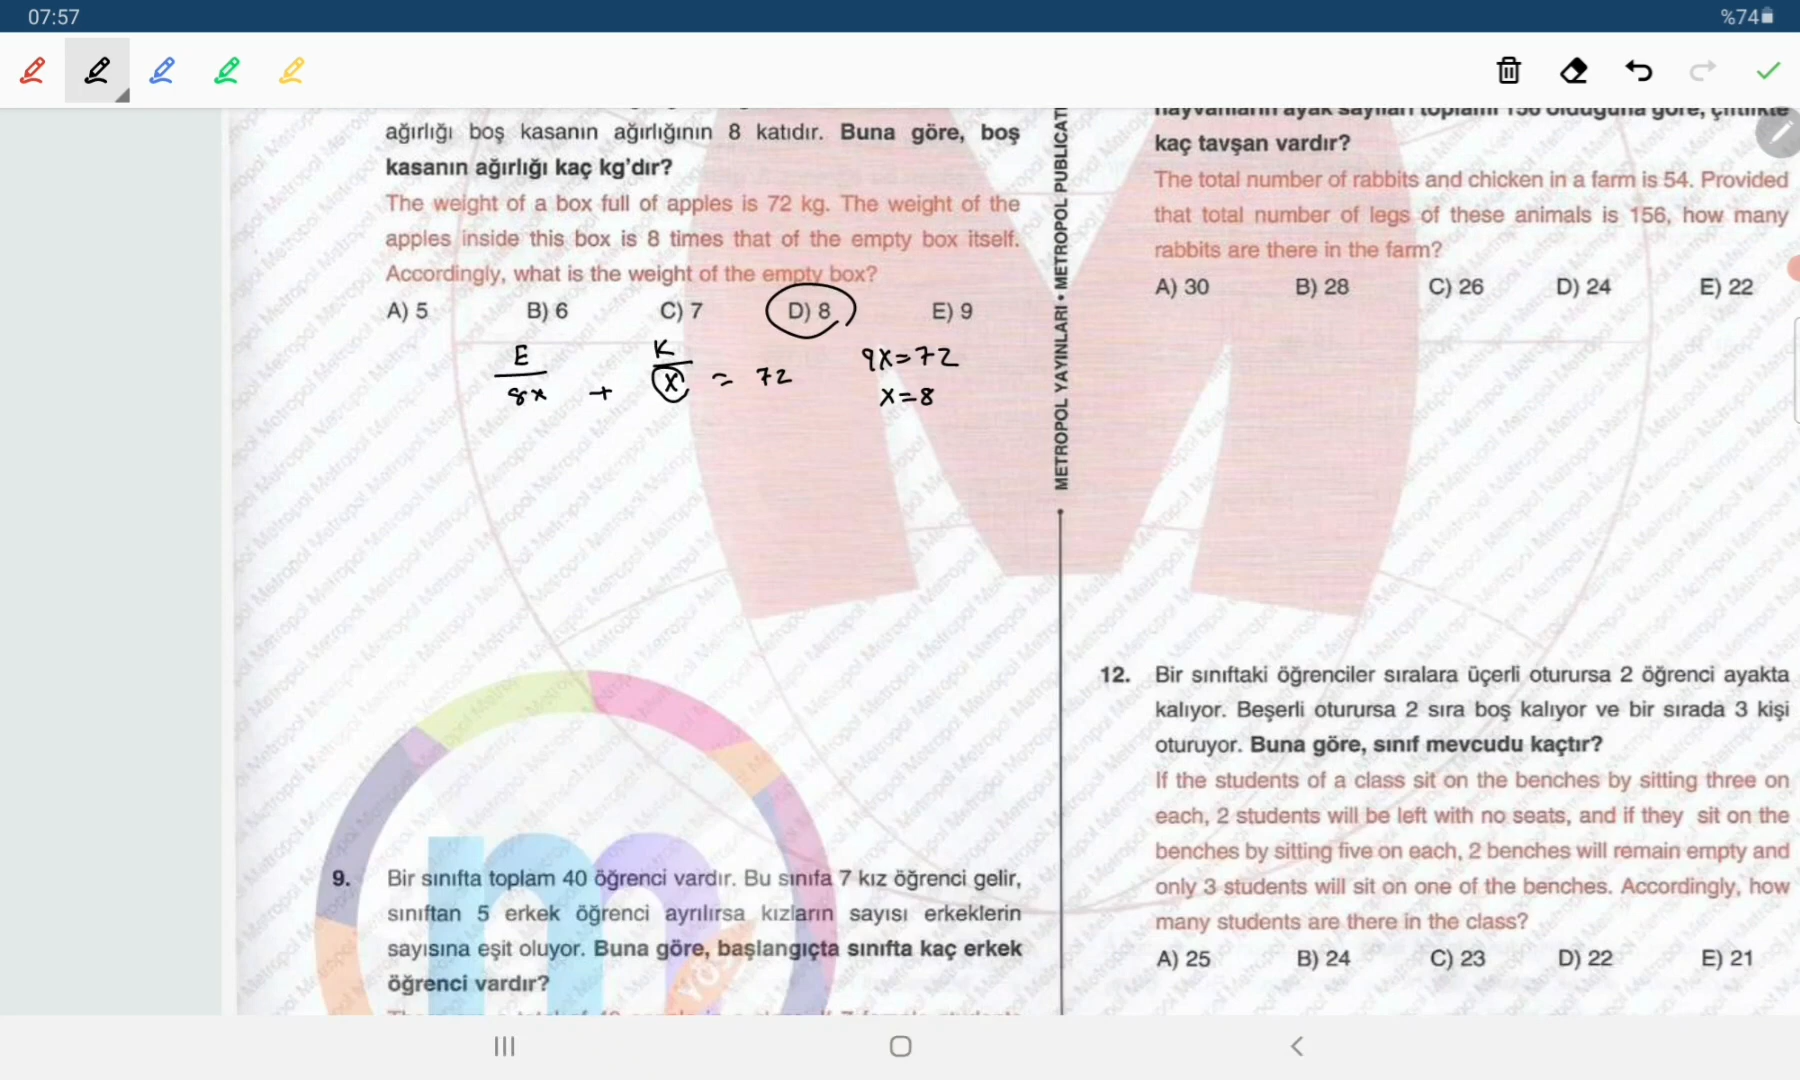 07:57
%74
ağırlığı boş kasanın ağırlığının 8 katıdır. Buna göre, boş
kasanın ağırlığı kaç kg'dır?
The weight of a box full of apples is 72 kg. The weight of the
apples inside this box is 8 times that of the empty box itself.
Accordingly, what is the weight of the empty box?
A) 5 B) 6 C) 7 D) 8 E) 9
E K
8x + x = 72
9x=72
x=8
9. Bir sınıfta toplam 40 öğrenci vardır. Bu sınıfa 7 kız öğrenci gelir,
sınıftan 5 erkek öğrenci ayrılırsa kızların sayısı erkeklerin
sayısına eşit oluyor. Buna göre, başlangıçta sınıfta kaç erkek
öğrenci vardır?
METROPOL YAYINLARI • METROPOL PUBLICATI
hayvanların ayak sayıları toplamı 156 olduğuna göre, çiftlikte
kaç tavşan vardır?
The total number of rabbits and chicken in a farm is 54. Provided
that total number of legs of these animals is 156, how many
rabbits are there in the farm?
A) 30 B) 28 C) 26 D) 24 E) 22
12. Bir sınıftaki öğrenciler sıralara üçerli oturursa 2 öğrenci ayakta
kalıyor. Beşerli oturursa 2 sıra boş kalıyor ve bir sırada 3 kişi
oturuyor. Buna göre, sınıf mevcudu kaçtır?
If the students of a class sit on the benches by sitting three on
each, 2 students will be left with no seats, and if they sit on the
benches by sitting five on each, 2 benches will remain empty and
only 3 students will sit on one of the benches. Accordingly, how
many students are there in the class?
A) 25 B) 24 C) 23 D) 22 E) 21
YÖS